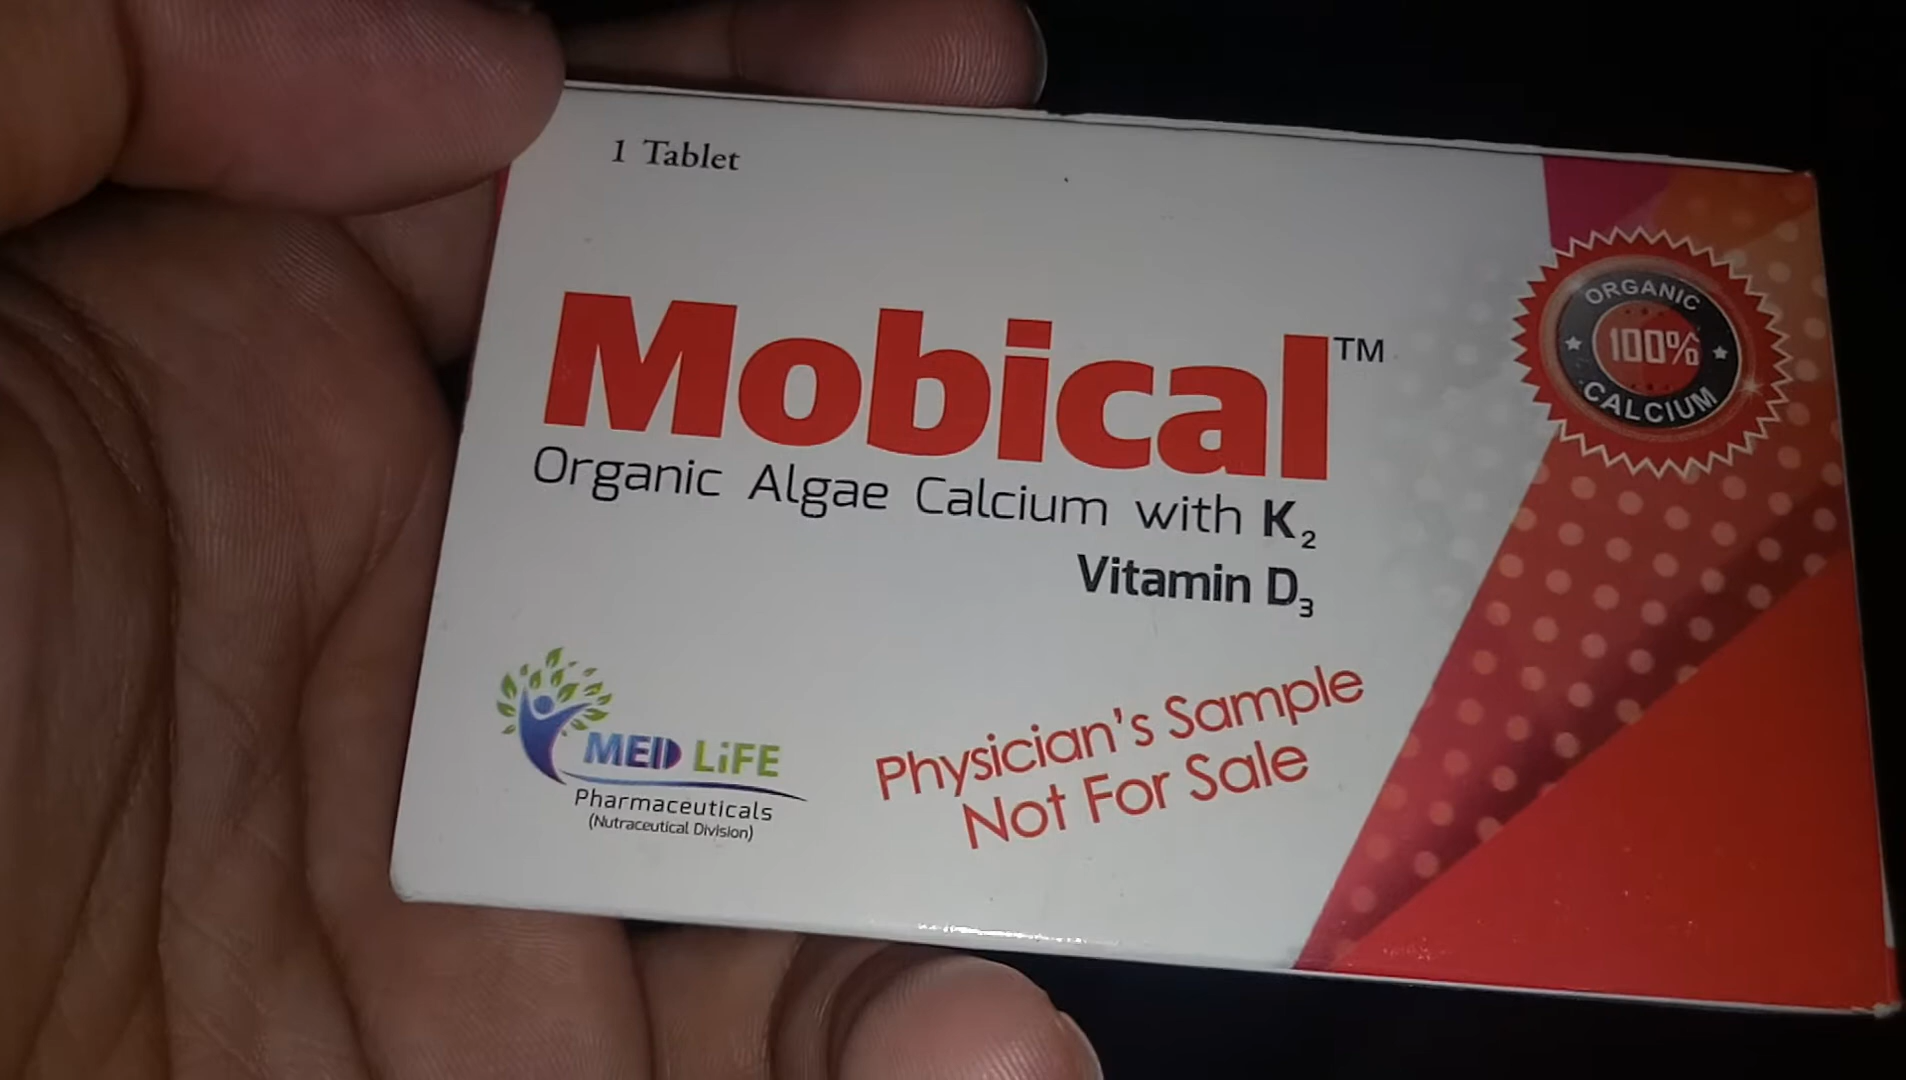 1 Tablet
Mobical™
Organic Algae Calcium with K₂
Vitamin D₃
ORGANIC
100%
CALCIUM
MED LiFE
Pharmaceuticals
(Nutraceutical Division)
Physician's Sample
Not For Sale